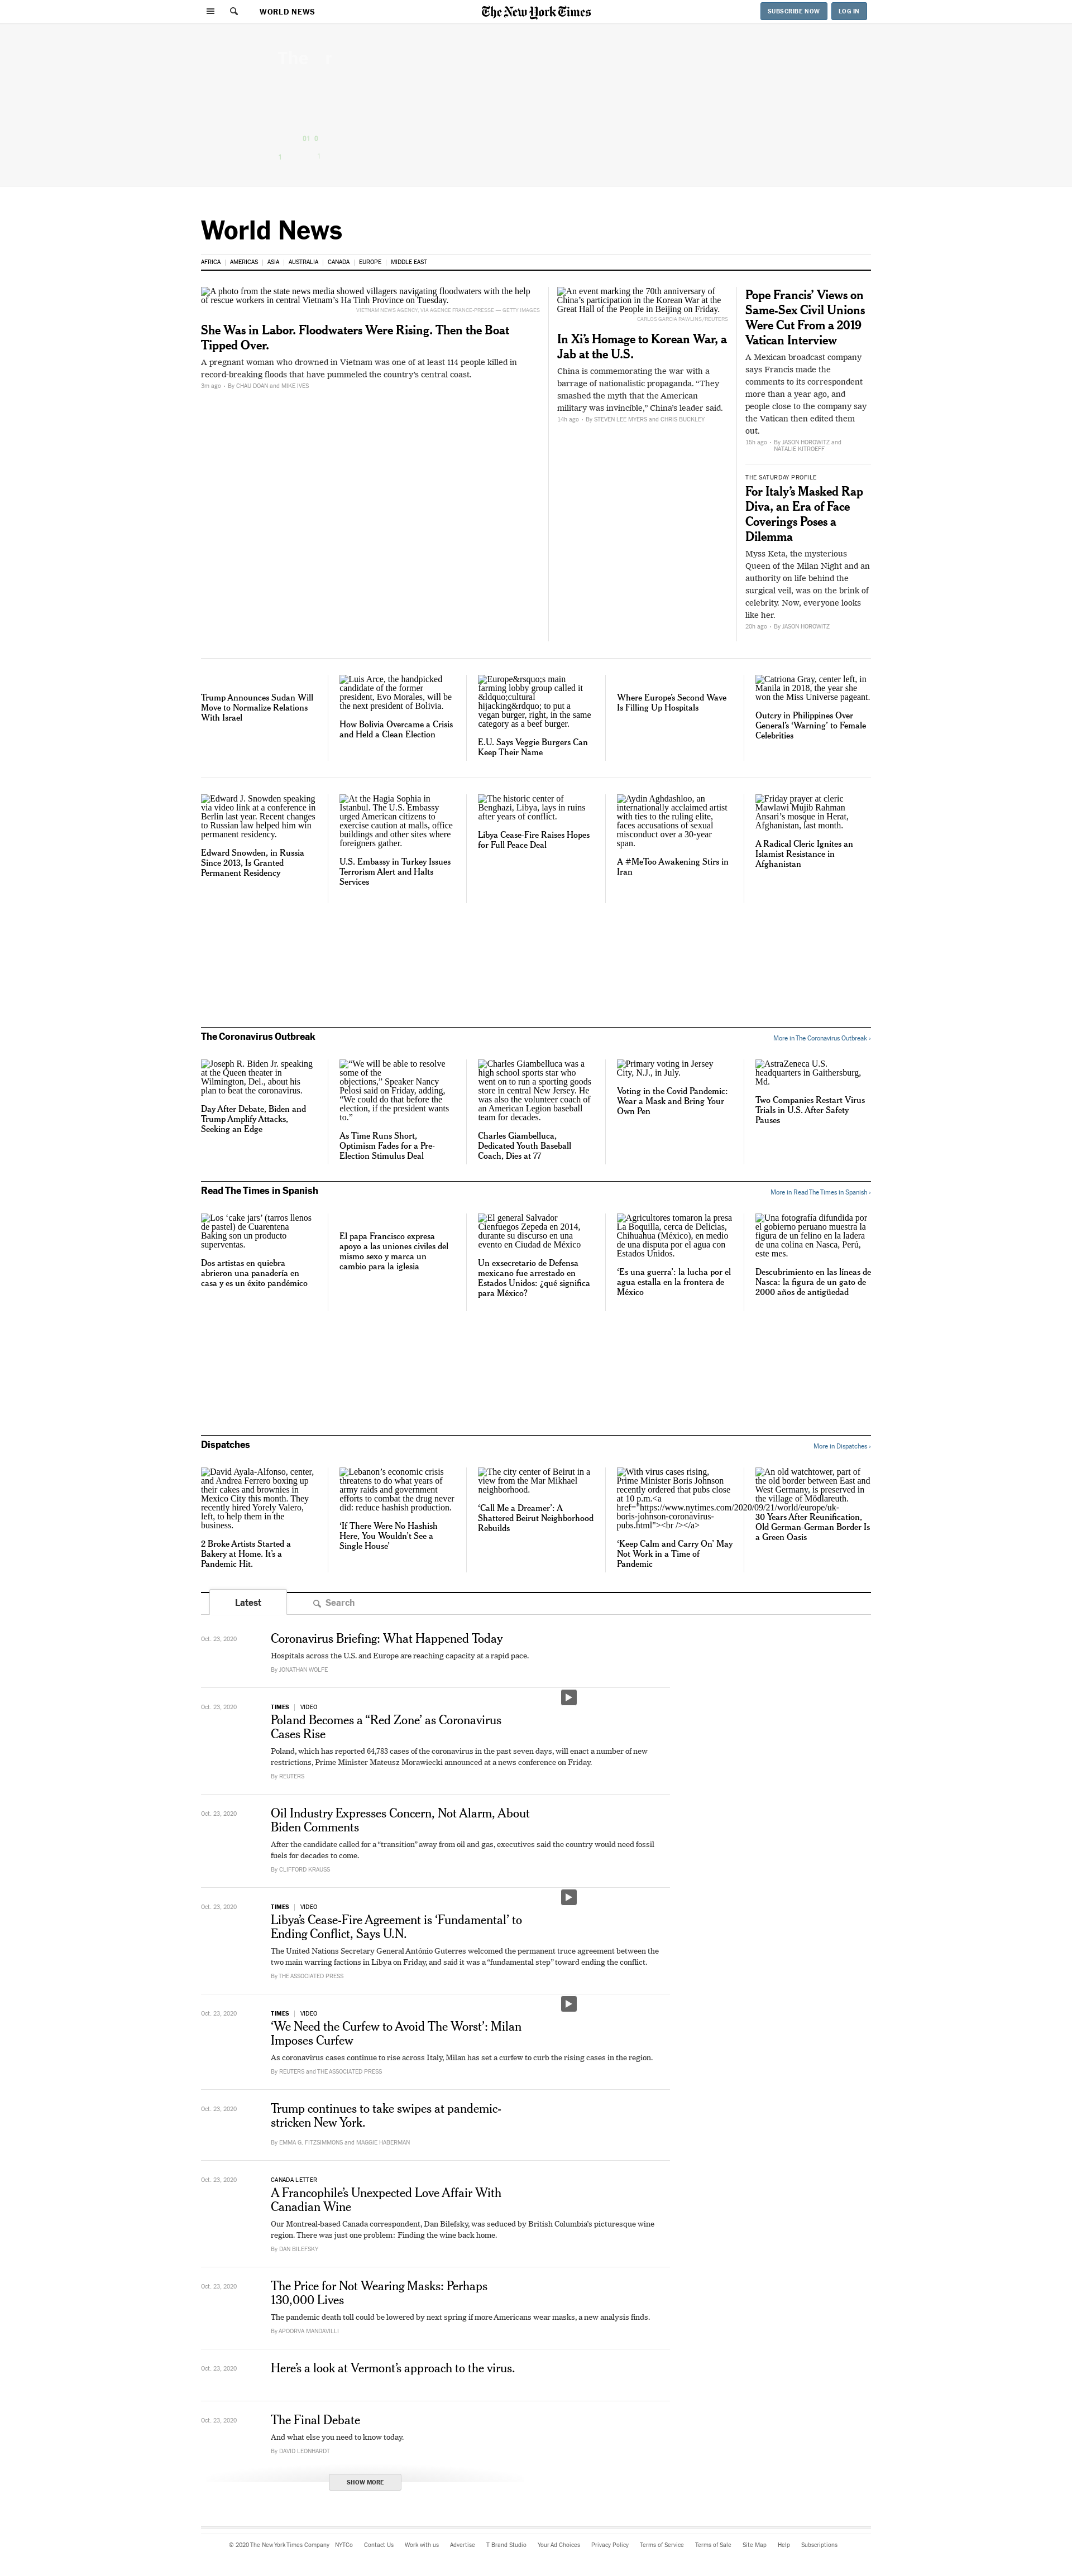 WORLD NEWS
The New York Times
SUBSCRIBE NOW
LOG IN
World News
AFRICA
AMERICAS
ASIA
AUSTRALIA
CANADA
EUROPE
MIDDLE EAST
A photo from the state news media showed villagers navigating floodwaters with the help
of rescue workers in central Vietnam’s Ha Tinh Province on Tuesday.
VIETNAM NEWS AGENCY, VIA AGENCE FRANCE-PRESSE — GETTY IMAGES
She Was in Labor. Floodwaters Were Rising. Then the Boat
Tipped Over.
A pregnant woman who drowned in Vietnam was one of at least 114 people killed in
record-breaking floods that have pummeled the country’s central coast.
3m ago - By CHAU DOAN and MIKE IVES
An event marking the 70th anniversary of
China’s participation in the Korean War at the
Great Hall of the People in Beijing on Friday.
CARLOS GARCIA RAWLINS/REUTERS
In Xi’s Homage to Korean War, a
Jab at the U.S.
China is commemorating the war with a
barrage of nationalistic propaganda. “They
smashed the myth that the American
military was invincible,” China’s leader said.
14h ago - By STEVEN LEE MYERS and CHRIS BUCKLEY
Pope Francis’ Views on
Same-Sex Civil Unions
Were Cut From a 2019
Vatican Interview
A Mexican broadcast company
says Francis made the
comments to its correspondent
more than a year ago, and
people close to the company say
the Vatican then edited them
out.
15h ago - By JASON HOROWITZ and
NATALIE KITROEFF
THE SATURDAY PROFILE
For Italy’s Masked Rap
Diva, an Era of Face
Coverings Poses a
Dilemma
Myss Keta, the mysterious
Queen of the Milan Night and an
authority on life behind the
surgical veil, was on the brink of
celebrity. Now, everyone looks
like her.
20h ago - By JASON HOROWITZ
Trump Announces Sudan Will
Move to Normalize Relations
With Israel
Luis Arce, the handpicked
candidate of the former
president, Evo Morales, will be
the next president of Bolivia.
How Bolivia Overcame a Crisis
and Held a Clean Election
Europe&rsquo;s main
farming lobby group called it
&ldquo;cultural
hijacking&rdquo; to put a
vegan burger, right, in the same
category as a beef burger.
E.U. Says Veggie Burgers Can
Keep Their Name
Where Europe’s Second Wave
Is Filling Up Hospitals
Catriona Gray, center left, in
Manila in 2018, the year she
won the Miss Universe pageant.
Outcry in Philippines Over
General’s ‘Warning’ to Female
Celebrities
Edward J. Snowden speaking
via video link at a conference in
Berlin last year. Recent changes
to Russian law helped him win
permanent residency.
Edward Snowden, in Russia
Since 2013, Is Granted
Permanent Residency
At the Hagia Sophia in
Istanbul. The U.S. Embassy
urged American citizens to
exercise caution at malls, office
buildings and other sites where
foreigners gather.
U.S. Embassy in Turkey Issues
Terrorism Alert and Halts
Services
The historic center of
Benghazi, Libya, lays in ruins
after years of conflict.
Libya Cease-Fire Raises Hopes
for Full Peace Deal
Aydin Aghdashloo, an
internationally acclaimed artist
with ties to the ruling elite,
faces accusations of sexual
misconduct over a 30-year
span.
A #MeToo Awakening Stirs in
Iran
Friday prayer at cleric
Mawlawi Mujib Rahman
Ansari’s mosque in Herat,
Afghanistan, last month.
A Radical Cleric Ignites an
Islamist Resistance in
Afghanistan
The Coronavirus Outbreak
More in The Coronavirus Outbreak ›
Joseph R. Biden Jr. speaking
at the Queen theater in
Wilmington, Del., about his
plan to beat the coronavirus.
Day After Debate, Biden and
Trump Amplify Attacks,
Seeking an Edge
“We will be able to resolve
some of the
objections,” Speaker Nancy
Pelosi said on Friday, adding,
“We could do that before the
election, if the president wants
to.”
As Time Runs Short,
Optimism Fades for a Pre-
Election Stimulus Deal
Charles Giambelluca was a
high school sports star who
went on to run a sporting goods
store in central New Jersey. He
was also the volunteer coach of
an American Legion baseball
team for decades.
Charles Giambelluca,
Dedicated Youth Baseball
Coach, Dies at 77
Primary voting in Jersey
City, N.J., in July.
Voting in the Covid Pandemic:
Wear a Mask and Bring Your
Own Pen
AstraZeneca U.S.
headquarters in Gaithersburg,
Md.
Two Companies Restart Virus
Trials in U.S. After Safety
Pauses
Read The Times in Spanish
More in Read The Times in Spanish ›
Los ‘cake jars’ (tarros llenos
de pastel) de Cuarentena
Baking son un producto
superventas.
Dos artistas en quiebra
abrieron una panadería en
casa y es un éxito pandémico
El papa Francisco expresa
apoyo a las uniones civiles del
mismo sexo y marca un
cambio para la iglesia
El general Salvador
Cienfuegos Zepeda en 2014,
durante su discurso en una
evento en Ciudad de México
Un exsecretario de Defensa
mexicano fue arrestado en
Estados Unidos: ¿qué significa
para México?
Agricultores tomaron la presa
La Boquilla, cerca de Delicias,
Chihuahua (México), en medio
de una disputa por el agua con
Estados Unidos.
‘Es una guerra’: la lucha por el
agua estalla en la frontera de
México
Una fotografía difundida por
el gobierno peruano muestra la
figura de un felino en la ladera
de una colina en Nasca, Perú,
este mes.
Descubrimiento en las líneas de
Nasca: la figura de un gato de
2000 años de antigüedad
Dispatches
More in Dispatches ›
David Ayala-Alfonso, center,
and Andrea Ferrero boxing up
their cakes and brownies in
Mexico City this month. They
recently hired Yorely Valero,
left, to help them in the
business.
2 Broke Artists Started a
Bakery at Home. It’s a
Pandemic Hit.
Lebanon’s economic crisis
threatens to do what years of
army raids and government
efforts to combat the drug never
did: reduce hashish production.
‘If There Were No Hashish
Here, You Wouldn’t See a
Single House’
The city center of Beirut in a
view from the Mar Mikhael
neighborhood.
‘Call Me a Dreamer’: A
Shattered Beirut Neighborhood
Rebuilds
With virus cases rising,
Prime Minister Boris Johnson
recently ordered that pubs close
at 10 p.m.<a
href="https://www.nytimes.com/2020/09/21/world/europe/uk-
boris-johnson-coronavirus-
pubs.html"><br /></a>
‘Keep Calm and Carry On’ May
Not Work in a Time of
Pandemic
An old watchtower, part of
the old border between East and
West Germany, is preserved in
the village of Mödlareuth.
30 Years After Reunification,
Old German-German Border Is
a Green Oasis
Latest
Search
Oct. 23, 2020
Coronavirus Briefing: What Happened Today
Hospitals across the U.S. and Europe are reaching capacity at a rapid pace.
By JONATHAN WOLFE
Oct. 23, 2020
TIMES | VIDEO
Poland Becomes a “Red Zone’ as Coronavirus
Cases Rise
Poland, which has reported 64,783 cases of the coronavirus in the past seven days, will enact a number of new
restrictions, Prime Minister Mateusz Morawiecki announced at a news conference on Friday.
By REUTERS
Oct. 23, 2020
Oil Industry Expresses Concern, Not Alarm, About
Biden Comments
After the candidate called for a “transition” away from oil and gas, executives said the country would need fossil
fuels for decades to come.
By CLIFFORD KRAUSS
Oct. 23, 2020
TIMES | VIDEO
Libya’s Cease-Fire Agreement is ‘Fundamental’ to
Ending Conflict, Says U.N.
The United Nations Secretary General António Guterres welcomed the permanent truce agreement between the
two main warring factions in Libya on Friday, and said it was a “fundamental step” toward ending the conflict.
By THE ASSOCIATED PRESS
Oct. 23, 2020
TIMES | VIDEO
‘We Need the Curfew to Avoid The Worst’: Milan
Imposes Curfew
As coronavirus cases continue to rise across Italy, Milan has set a curfew to curb the rising cases in the region.
By REUTERS and THE ASSOCIATED PRESS
Oct. 23, 2020
Trump continues to take swipes at pandemic-
stricken New York.
By EMMA G. FITZSIMMONS and MAGGIE HABERMAN
Oct. 23, 2020
CANADA LETTER
A Francophile’s Unexpected Love Affair With
Canadian Wine
Our Montreal-based Canada correspondent, Dan Bilefsky, was seduced by British Columbia’s picturesque wine
region. There was just one problem: Finding the wine back home.
By DAN BILEFSKY
Oct. 23, 2020
The Price for Not Wearing Masks: Perhaps
130,000 Lives
The pandemic death toll could be lowered by next spring if more Americans wear masks, a new analysis finds.
By APOORVA MANDAVILLI
Oct. 23, 2020
Here’s a look at Vermont’s approach to the virus.
Oct. 23, 2020
The Final Debate
And what else you need to know today.
By DAVID LEONHARDT
SHOW MORE
© 2020 The New York Times Company
NYTCo
Contact Us
Work with us
Advertise
T Brand Studio
Your Ad Choices
Privacy Policy
Terms of Service
Terms of Sale
Site Map
Help
Subscriptions